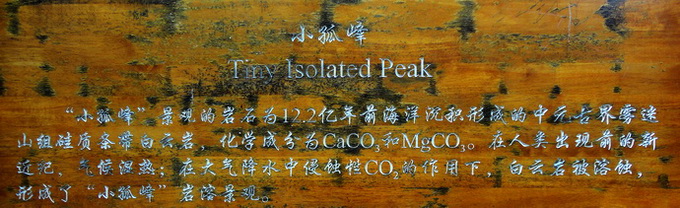 小孤峰
Tiny Isolated Peak
“小孤峰”景观的岩石为12.2亿年前海洋沉积形成的中元古界雾迷
山组硅质条带白云岩，化学成分为CaCO₃和MgCO₃。在人类出现前的新
近纪、气候湿热；在大气降水中侵蚀性CO₂的作用下，白云岩被溶蚀，
形成了“小孤峰”岩溶景观。